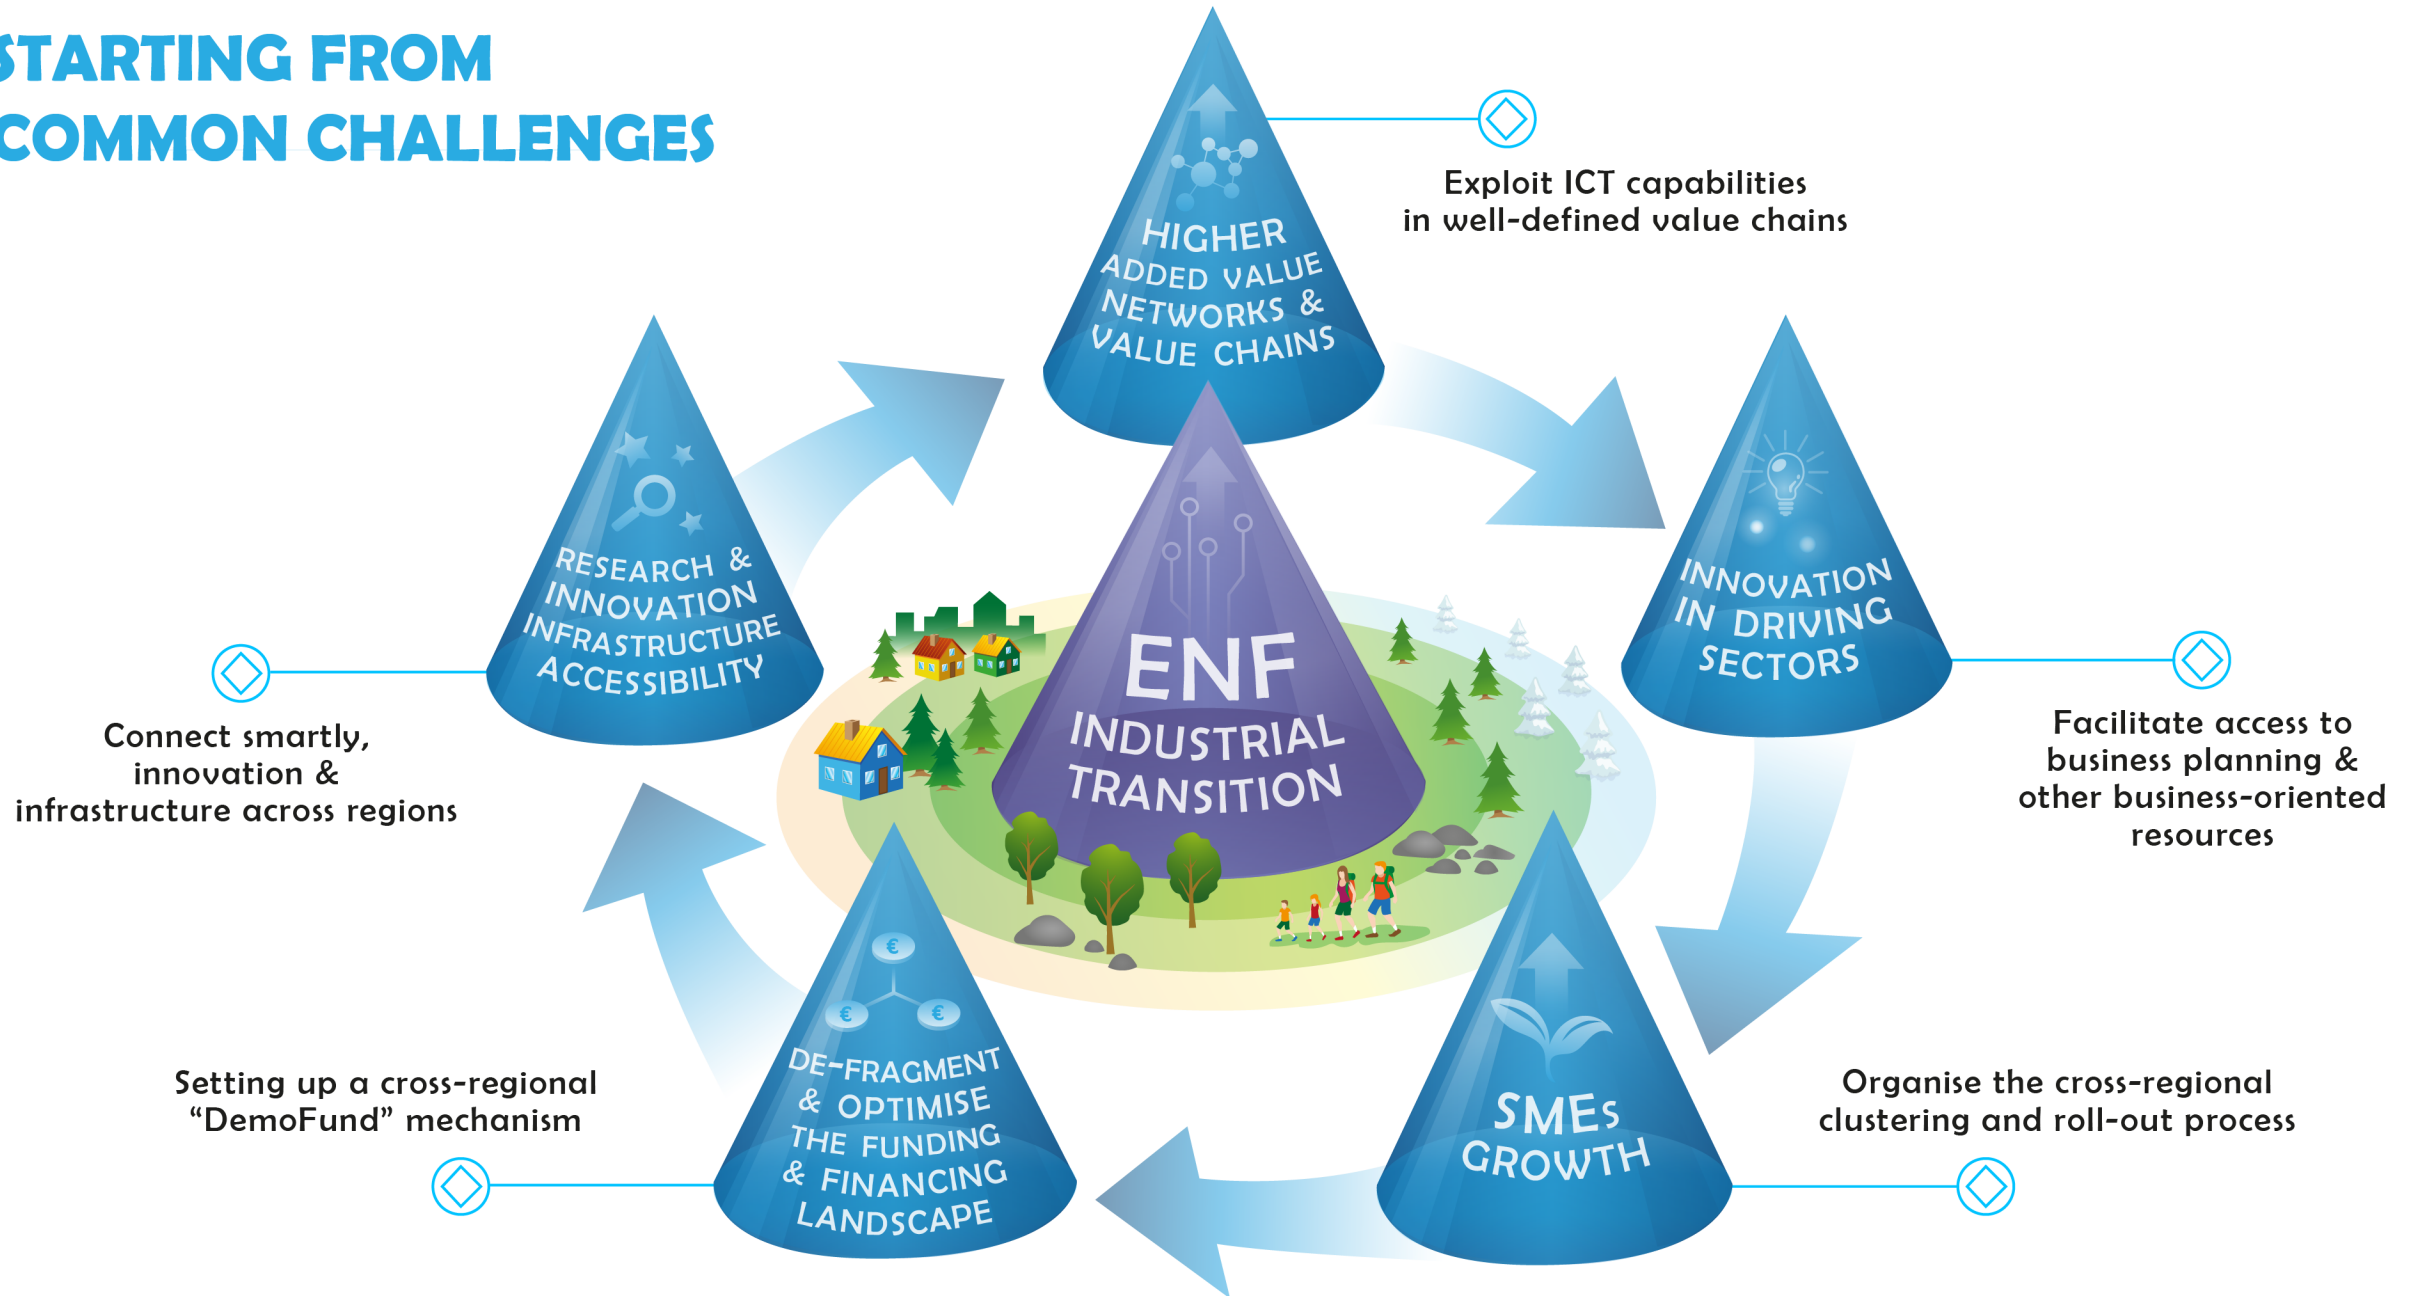 STARTING FROM
COMMON CHALLENGES
HIGHER
ADDED VALUE
NETWORKS &
VALUE CHAINS
Exploit ICT capabilities
in well-defined value chains
RESEARCH &
INNOVATION
INFRASTRUCTURE
ACCESSIBILITY
Connect smartly,
innovation &
infrastructure across regions
INNOVATION
IN DRIVING
SECTORS
Facilitate access to
business planning &
other business-oriented
resources
ENF
INDUSTRIAL
TRANSITION
€
€
€
DE-FRAGMENT
& OPTIMISE
THE FUNDING
& FINANCING
LANDSCAPE
Setting up a cross-regional
“DemoFund” mechanism
SMEs
GROWTH
Organise the cross-regional
clustering and roll-out process